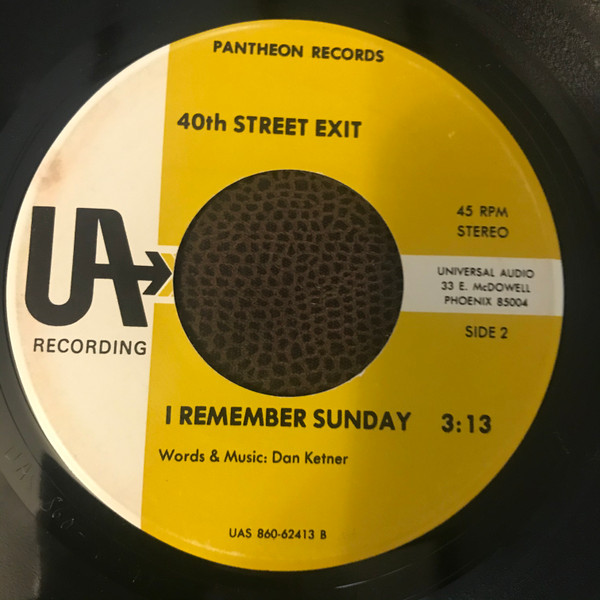 PANTHEON RECORDS
40th STREET EXIT
45 RPM
STEREO
UA
RECORDING
UNIVERSAL AUDIO
33 E. McDOWELL
PHOENIX 85004
SIDE 2
I REMEMBER SUNDAY 3:13
Words & Music: Dan Ketner
UAS 860-62413 B